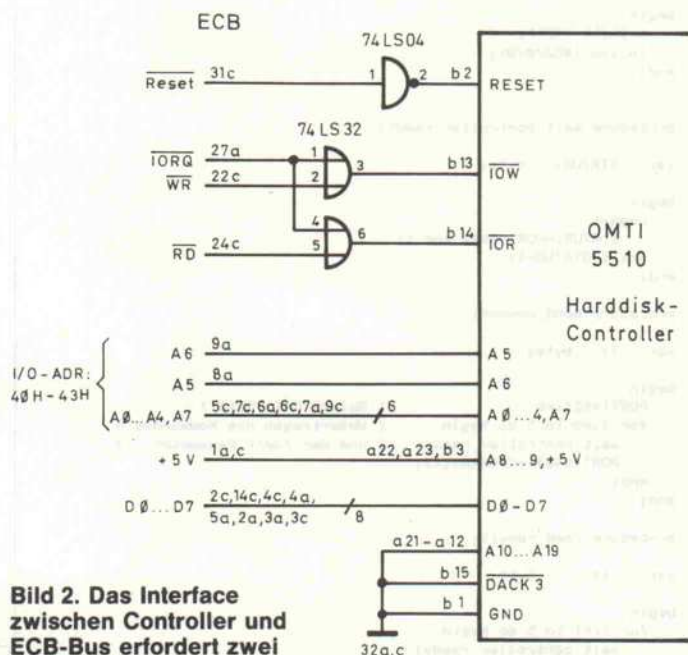 ECB
74LS04
Reset 31c 1 2 b2 RESET
74LS32
IORQ 27a 1 3 b13 IOW
WR 22c 2
4 6 b14 IOR
RD 24c 5
OMTI
5510
Harddisk-
Controller
I/O-ADR:
40H-43H
A6 9a A5
A5 8a A6
A0...A4, A7 5c,7c,6a,6c,7a,9c 6 A0...4, A7
+5V 1a,c a22, a23, b3 A8...9,+5V
D0...D7 2c,14c,4c,4a, D0-D7
5a,2a,3a,3c 8
a21-a12 A10...A19
b15 DACK 3
b1 GND
32a,c
Bild 2. Das Interface
zwischen Controller und
ECB-Bus erfordert zwei